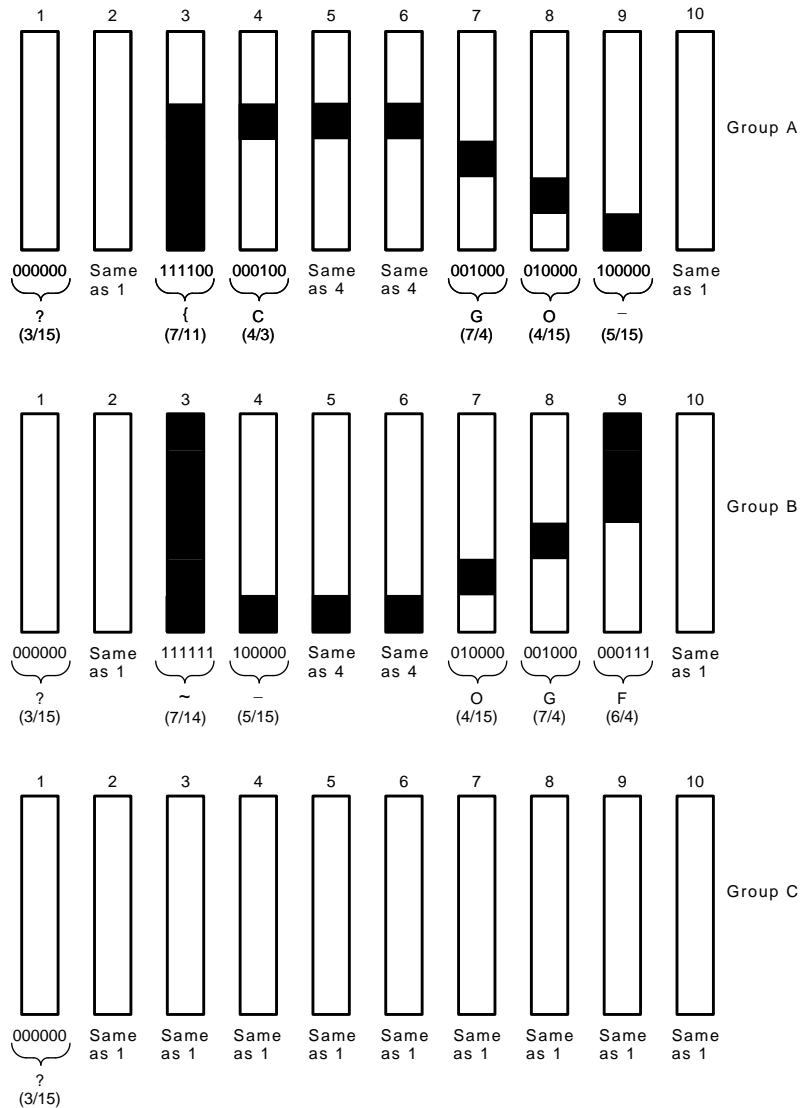 1 2 3 4 5 6 7 8 9 10
Group A
000000 Same as 1 111100 000100 Same as 4 Same as 4 001000 010000 100000 Same as 1
? { C G O –
(3/15) (7/11) (4/3) (7/4) (4/15) (5/15)
1 2 3 4 5 6 7 8 9 10
Group B
000000 Same as 1 111111 100000 Same as 4 Same as 4 010000 001000 000111 Same as 1
? ~ – O G F
(3/15) (7/14) (5/15) (4/15) (7/4) (6/4)
1 2 3 4 5 6 7 8 9 10
Group C
000000 Same as 1 Same as 1 Same as 1 Same as 1 Same as 1 Same as 1 Same as 1 Same as 1 Same as 1
?
(3/15)